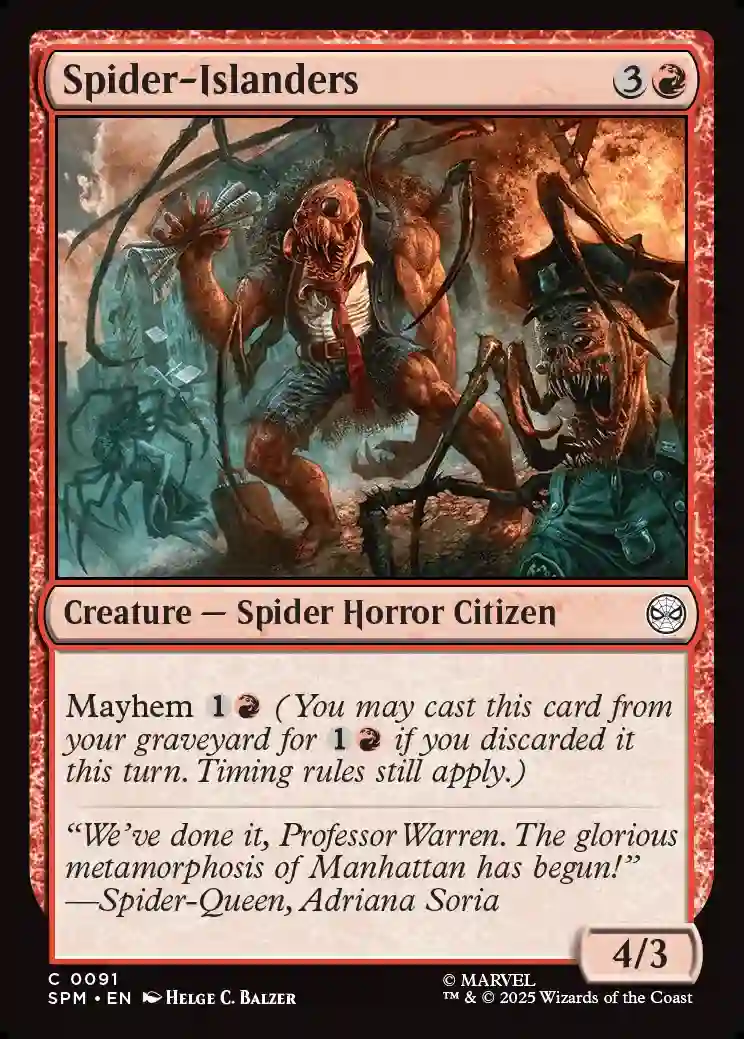 Spider-Islanders 3
Creature — Spider Horror Citizen
Mayhem 1 (You may cast this card from
your graveyard for 1 if you discarded it
this turn. Timing rules still apply.)
“We’ve done it, Professor Warren. The glorious
metamorphosis of Manhattan has begun!”
—Spider-Queen, Adriana Soria
4/3
C 0091
SPM • EN Helge C. Balzer
© MARVEL
™ & © 2025 Wizards of the Coast